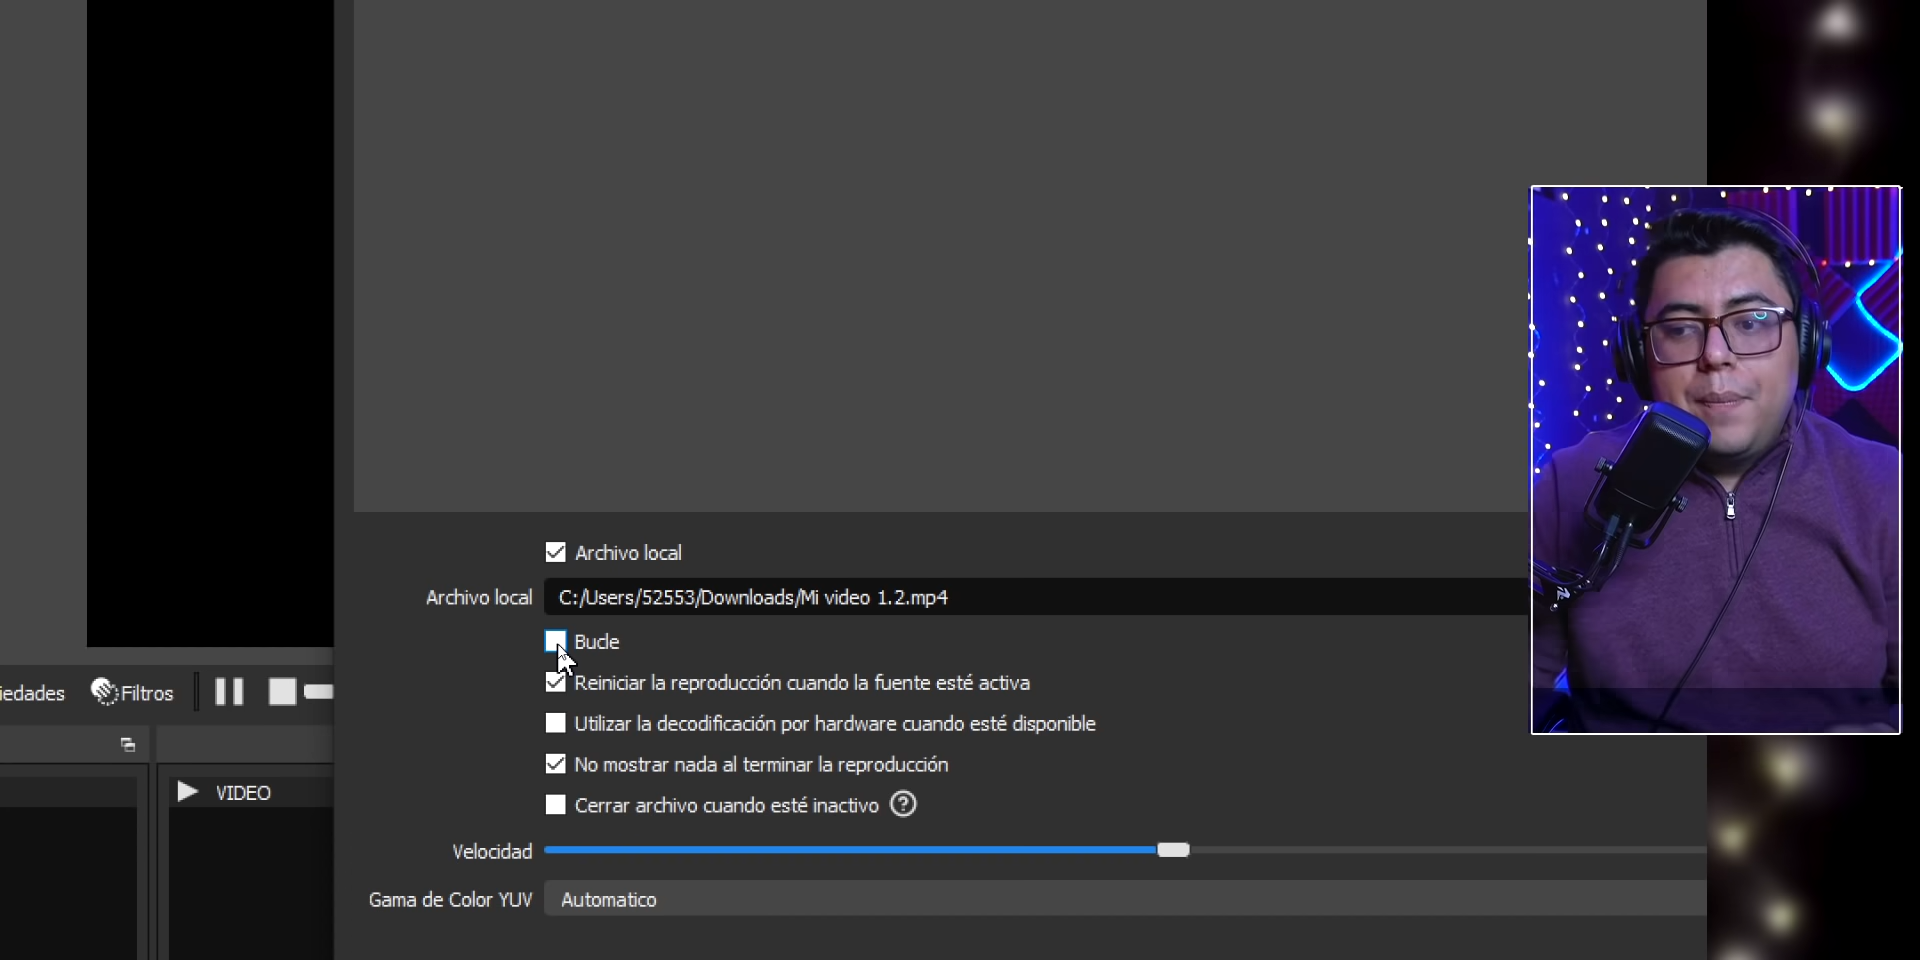 Archivo local
Archivo local C:/Users/52553/Downloads/Mi video 1.2.mp4
Bucle
Reiniciar la reproducción cuando la fuente esté activa
Utilizar la decodificación por hardware cuando esté disponible
No mostrar nada al terminar la reproducción
Cerrar archivo cuando esté inactivo ?
Velocidad
Gama de Color YUV Automatico
iedades Filtros
VIDEO